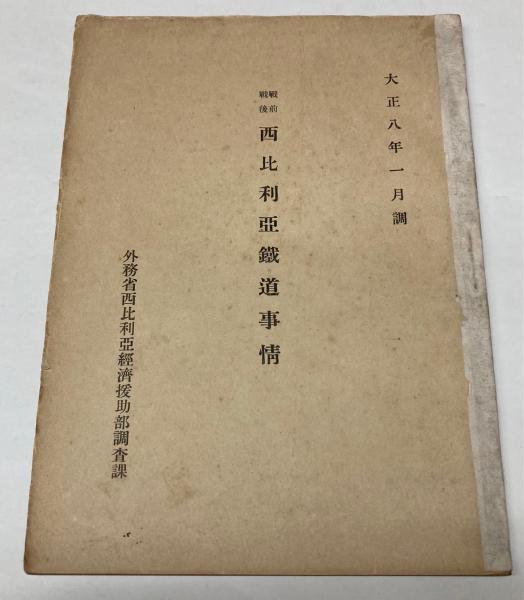 大正八年一月調
戰前
戰後
西比利亞鐵道事情
外務省西比利亞經濟援助部調査課